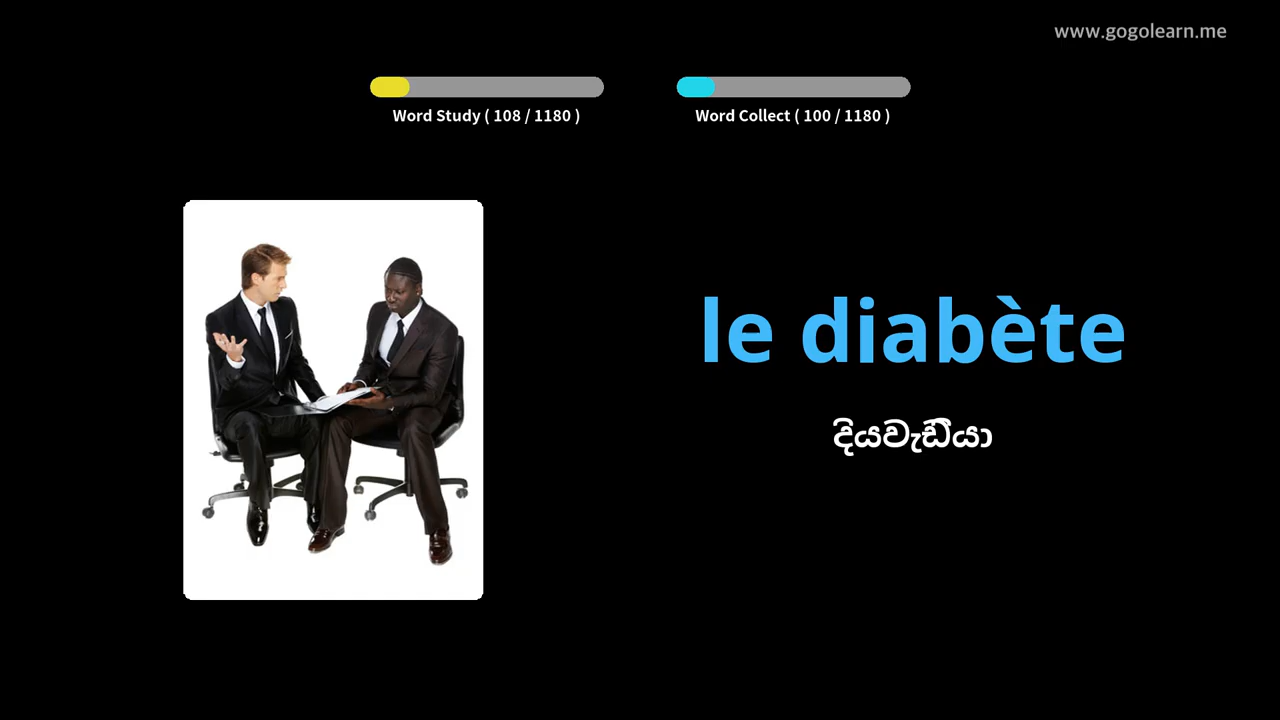 www.gogolearn.me
Word Study ( 108 / 1180 )
Word Collect ( 100 / 1180 )
le diabète
දියවැඩියා